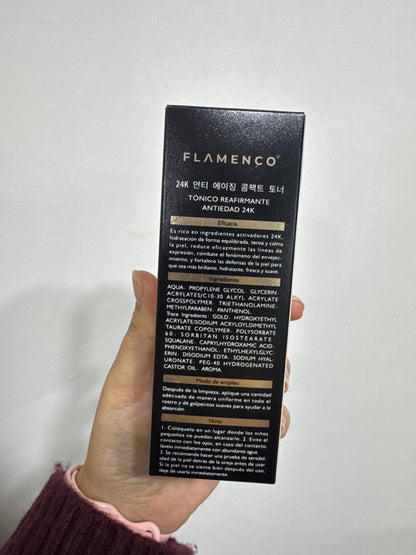 FLAMENCO®
24K 안티 에이징 콤팩트 토너
TÓNICO REAFIRMANTE
ANTIEDAD 24K
Eficacia
Es rico en ingredientes activadores 24K,
hidratación de forma equilibrada, tensa y calma
la piel, reduce eficazmente las líneas de
expresión; combate el fenómeno del envejec-
imiento, y fortalece las defensas de la piel para
que sea más brillante, hidratante, fresca y suave.
Ingrediente
AQUA· PROPYLENE GLYCOL· GLYCERIN·
ACRYLATES/C10-30 ALKYL ACRYLATE
CROSSPOLYMER· TRIETHANOLAMINE·
METHYLPARABEN· PANTHENOL
Trace Ingredients GOLD· HYDROXYETHYL
ACRYLATE/SODIUM ACRYLOYLDIMETHYL
TAURATE COPOLYMER· POLYSORBATE
60· SORBITAN ISOSTEARATE·
SQUALANE· CAPRYLHYDROXAMIC ACID·
PHENOXYETHANOL· ETHYLHEXYLGLYC-
ERIN· DISODIUM EDTA· SODIUM HYAL-
URONATE· PEG-40 HYDROGENATED
CASTOR OIL· AROMA
Modo de empleo
Después de la limpieza, aplique una cantidad
adecuada de manera uniforme en todo el
rostro y dé golpecitos suaves para ayudar a la
absorción.
Nota
1. Colóquelo en un lugar donde los niños
pequeños no puedan alcanzarlo. 2. Evite el
contacto con los ojos, en caso del contacto,
lávelo inmediatamente con abundante agua.
3. Se recomienda hacer una prueba de sensibil-
idad de la piel detrás de la oreja antes de usar.
Si la piel no se siente bien después del uso,
deje de usarla inmediatamente.